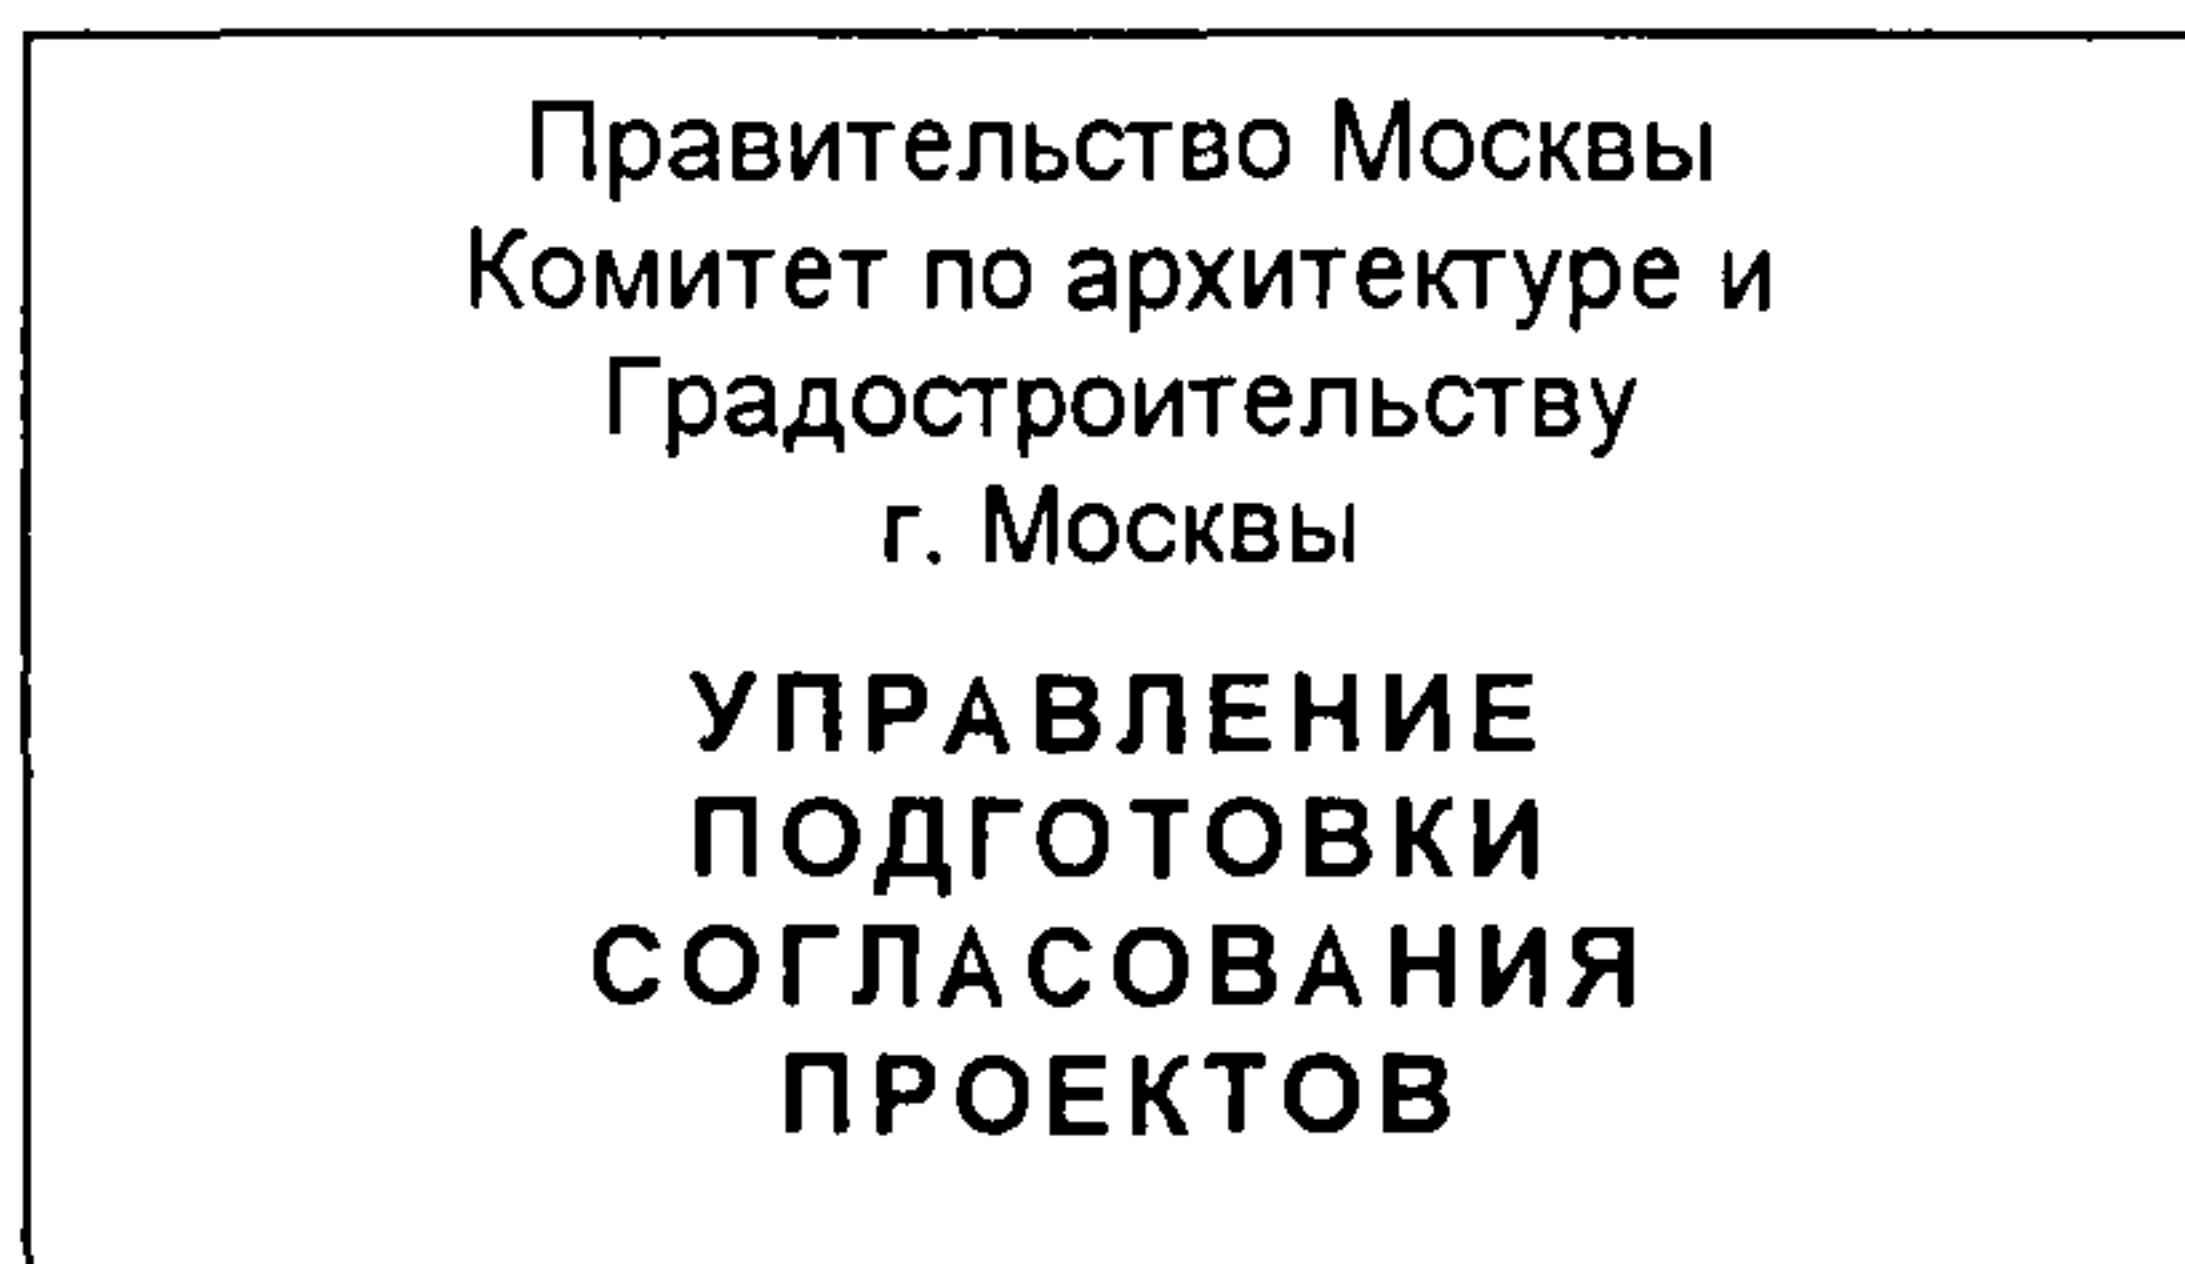 Правительство Москвы
Комитет по архитектуре и
Градостроительству
г. Москвы
УПРАВЛЕНИЕ
ПОДГОТОВКИ
СОГЛАСОВАНИЯ
ПРОЕКТОВ